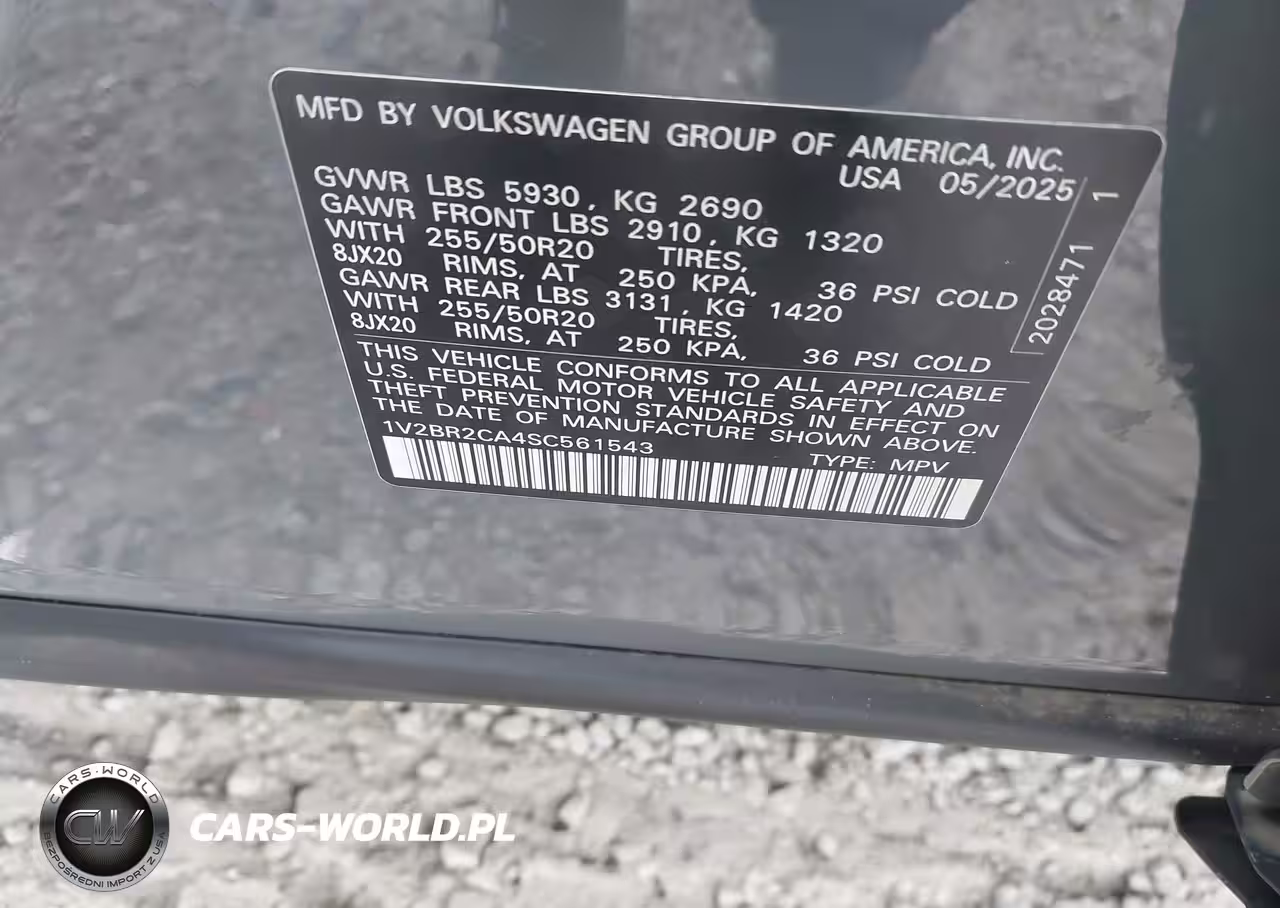 MFD BY VOLKSWAGEN GROUP OF AMERICA, INC.
USA 05/2025
1
GVWR LBS 5930, KG 2690
GAWR FRONT LBS 2910, KG 1320
WITH 255/50R20 TIRES,
8JX20 RIMS, AT 250 KPA, 36 PSI COLD
GAWR REAR LBS 3131, KG 1420
WITH 255/50R20 TIRES,
8JX20 RIMS, AT 250 KPA, 36 PSI COLD
2028471
THIS VEHICLE CONFORMS TO ALL APPLICABLE
U.S. FEDERAL MOTOR VEHICLE SAFETY AND
THEFT PREVENTION STANDARDS IN EFFECT ON
THE DATE OF MANUFACTURE SHOWN ABOVE.
1V2BR2CA4SC561543 TYPE: MPV
CARS·WORLD
CW
BEZPOŚREDNI IMPORT Z USA
CARS-WORLD.PL